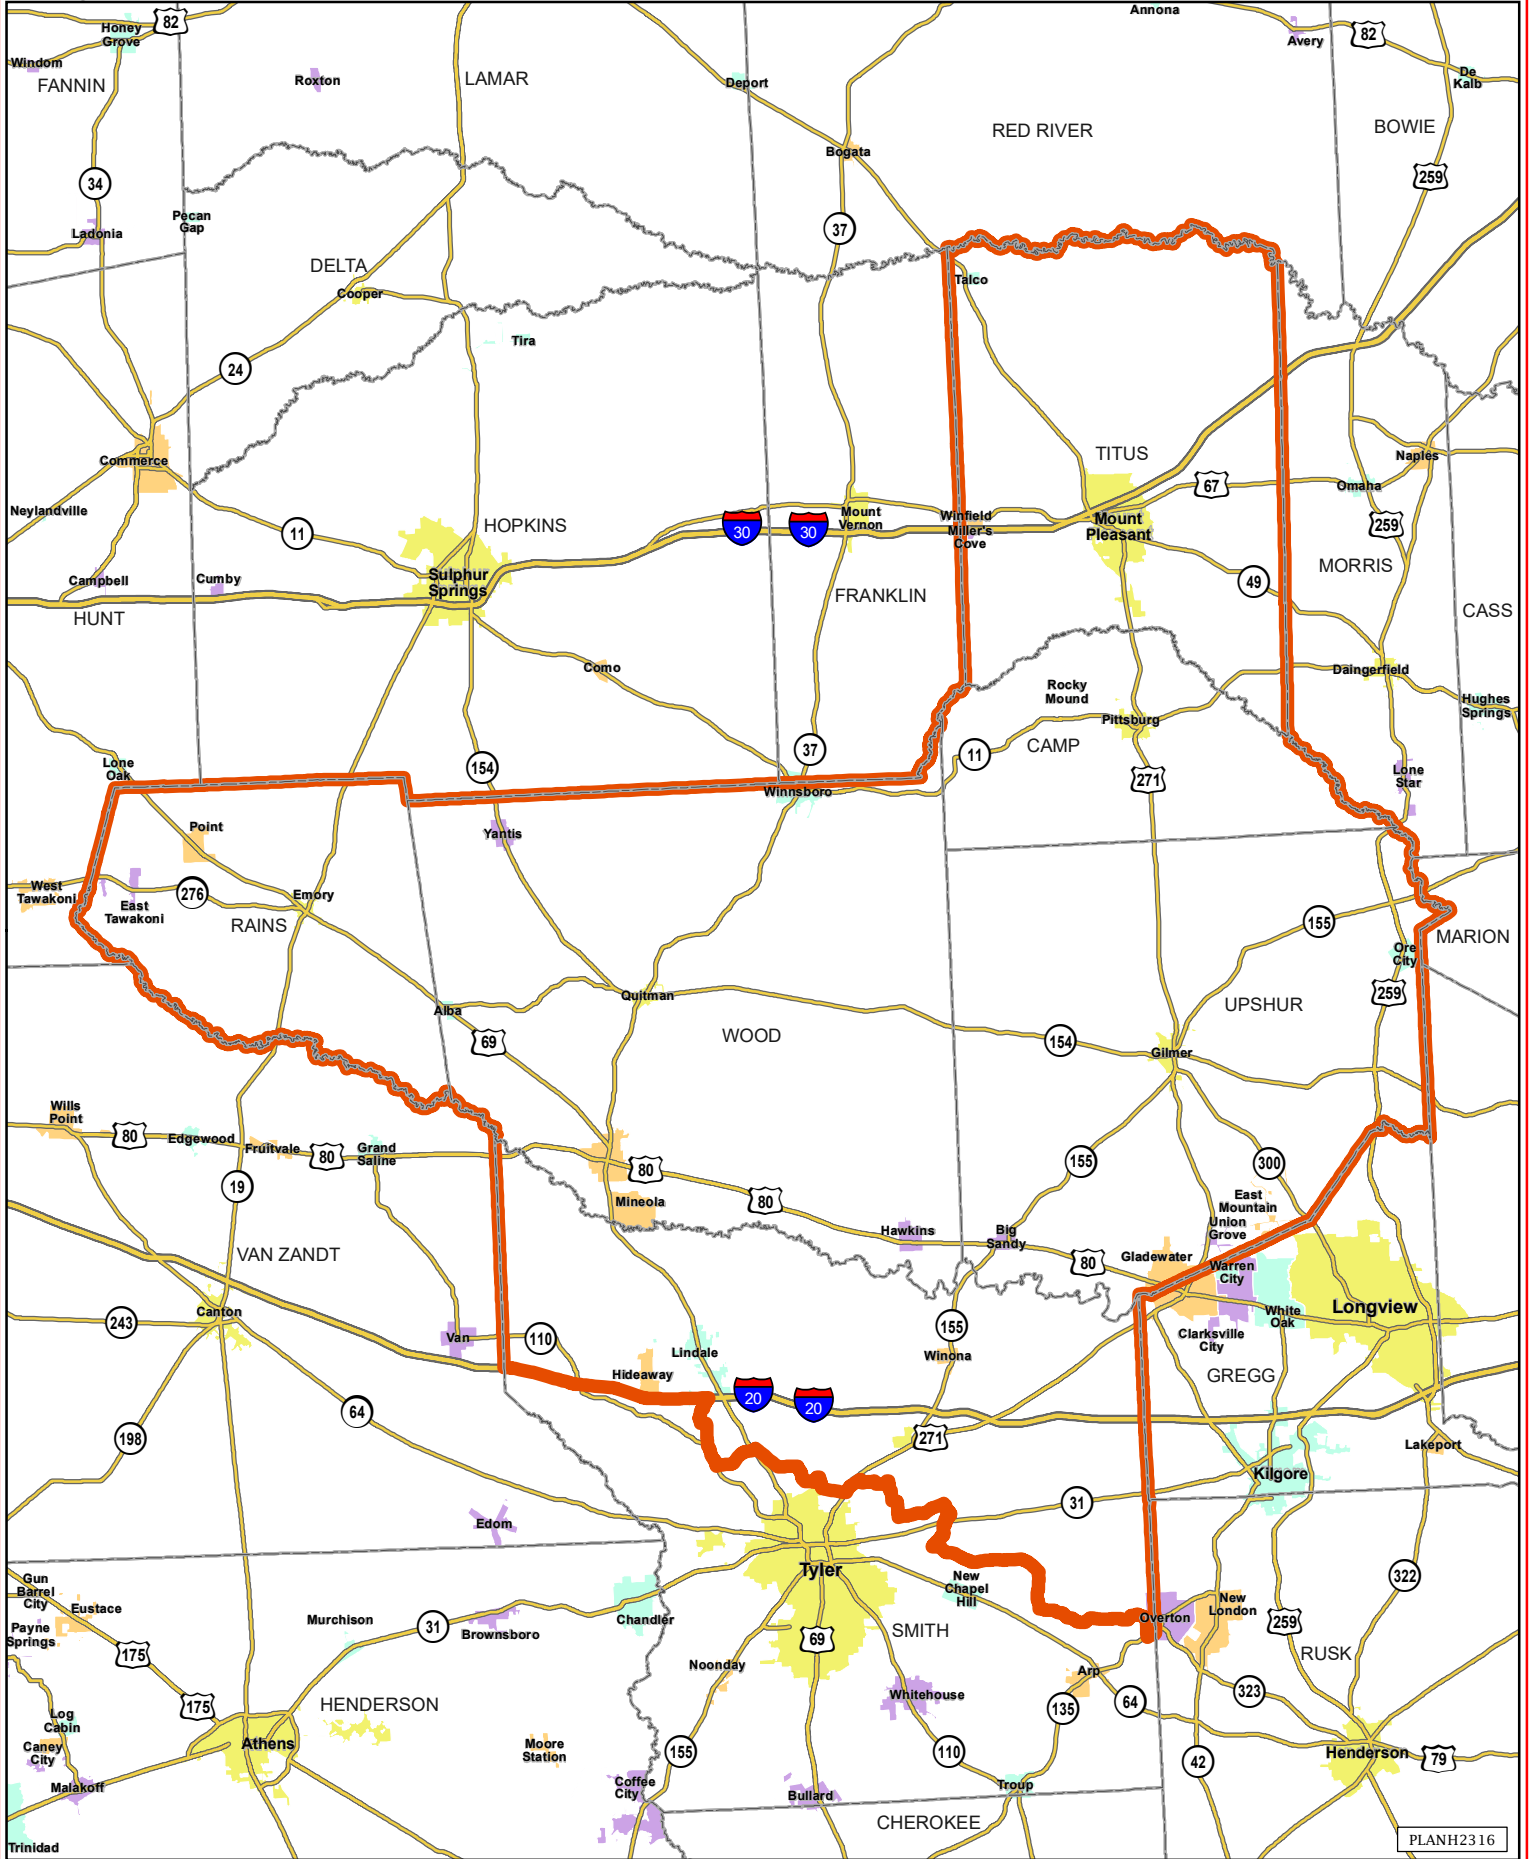 Annona
82
Honey
Grove
Avery
82
Windom
FANNIN
Roxton
LAMAR
Deport
De
Kalb
RED RIVER
BOWIE
Bogata
34
259
Pecan
Gap
Ladonia
37
DELTA
Cooper
Talco
Tira
24
TITUS
Commerce
Naples
67
Omaha
Neylandville
11
HOPKINS
30
30
Mount
Vernon
Winfield
Miller's
Cove
Mount
Pleasant
259
Campbell
Cumby
Sulphur
Springs
FRANKLIN
49
MORRIS
HUNT
CASS
Como
Daingerfield
Rocky
Mound
Hughes
Springs
Pittsburg
37
11
CAMP
Lone
Oak
154
271
Lone
Star
Winnsboro
Point
Yantis
West
Tawakoni
276
Emory
East
Tawakoni
RAINS
155
MARION
Ore
City
Quitman
259
Alba
UPSHUR
69
WOOD
154
Gilmer
Wills
Point
80
Edgewood
Fruitvale
80
Grand
Saline
80
155
300
19
Mineola
80
East
Mountain
Union
Grove
Hawkins
Big
Sandy
VAN ZANDT
80
Gladewater
Warren
City
Longview
Canton
243
White
Oak
Van
110
155
Clarksville
City
Lindale
Winona
Hideaway
GREGG
20
20
64
198
271
Lakeport
Kilgore
31
Edom
Tyler
New
Chapel
Hill
322
Gun
Barrel
City
Eustace
New
London
Murchison
31
Chandler
Overton
Payne
Springs
Brownsboro
259
SMITH
175
69
RUSK
Noonday
Arp
Whitehouse
323
64
HENDERSON
175
135
Log
Cabin
Caney
City
Athens
Moore
Station
155
110
42
Henderson
79
Malakoff
Coffee
City
Bullard
Troup
CHEROKEE
Trinidad
PLANH2316